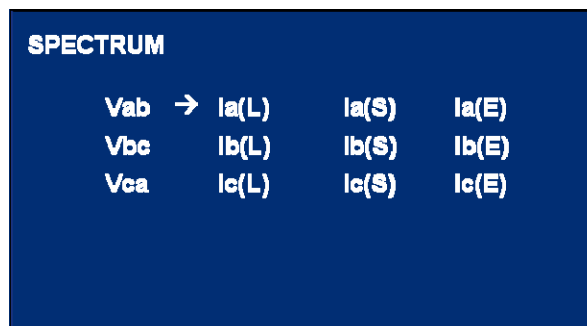 SPECTRUM
Vab → Ia(L) Ia(S) Ia(E)
Vbc Ib(L) Ib(S) Ib(E)
Vca Ic(L) Ic(S) Ic(E)